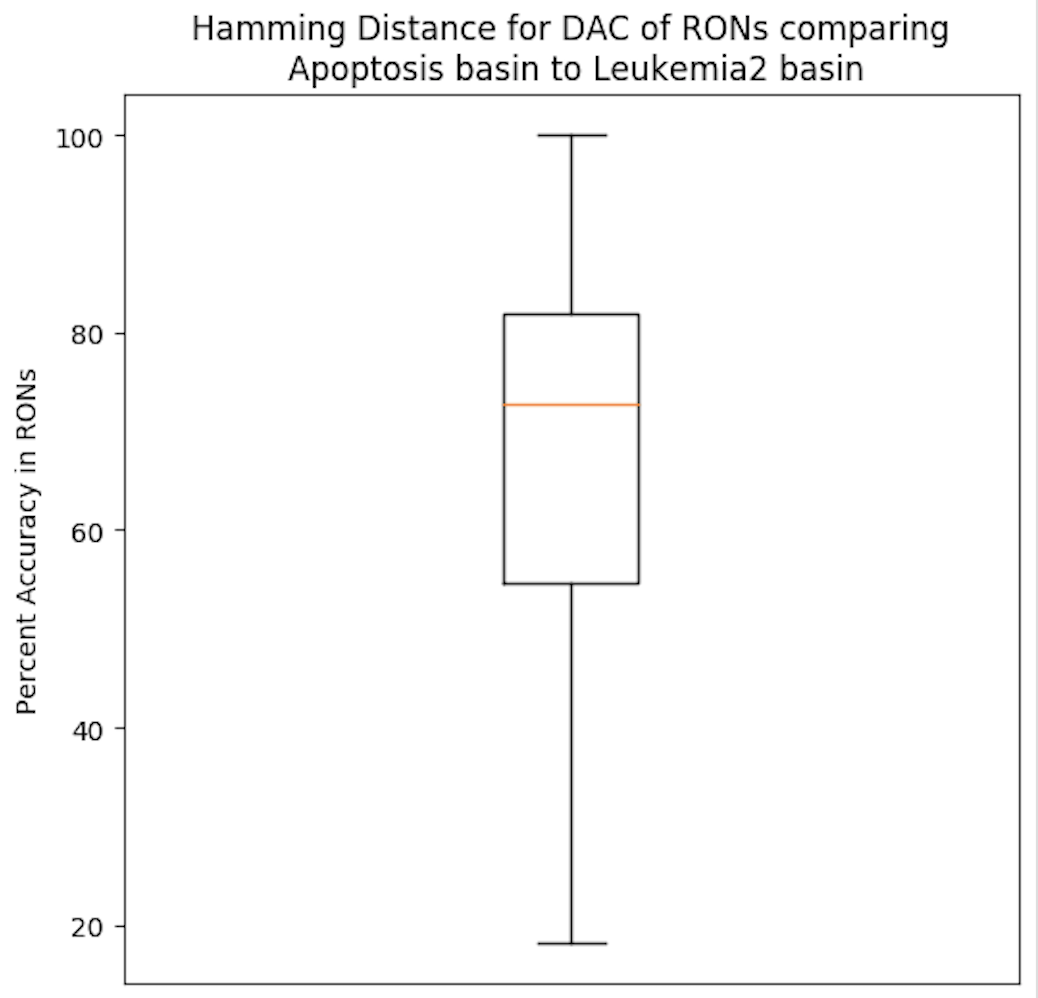 Hamming Distance for DAC of RONs comparing
Apoptosis basin to Leukemia2 basin
100
80
60
40
20
Percent Accuracy in RONs